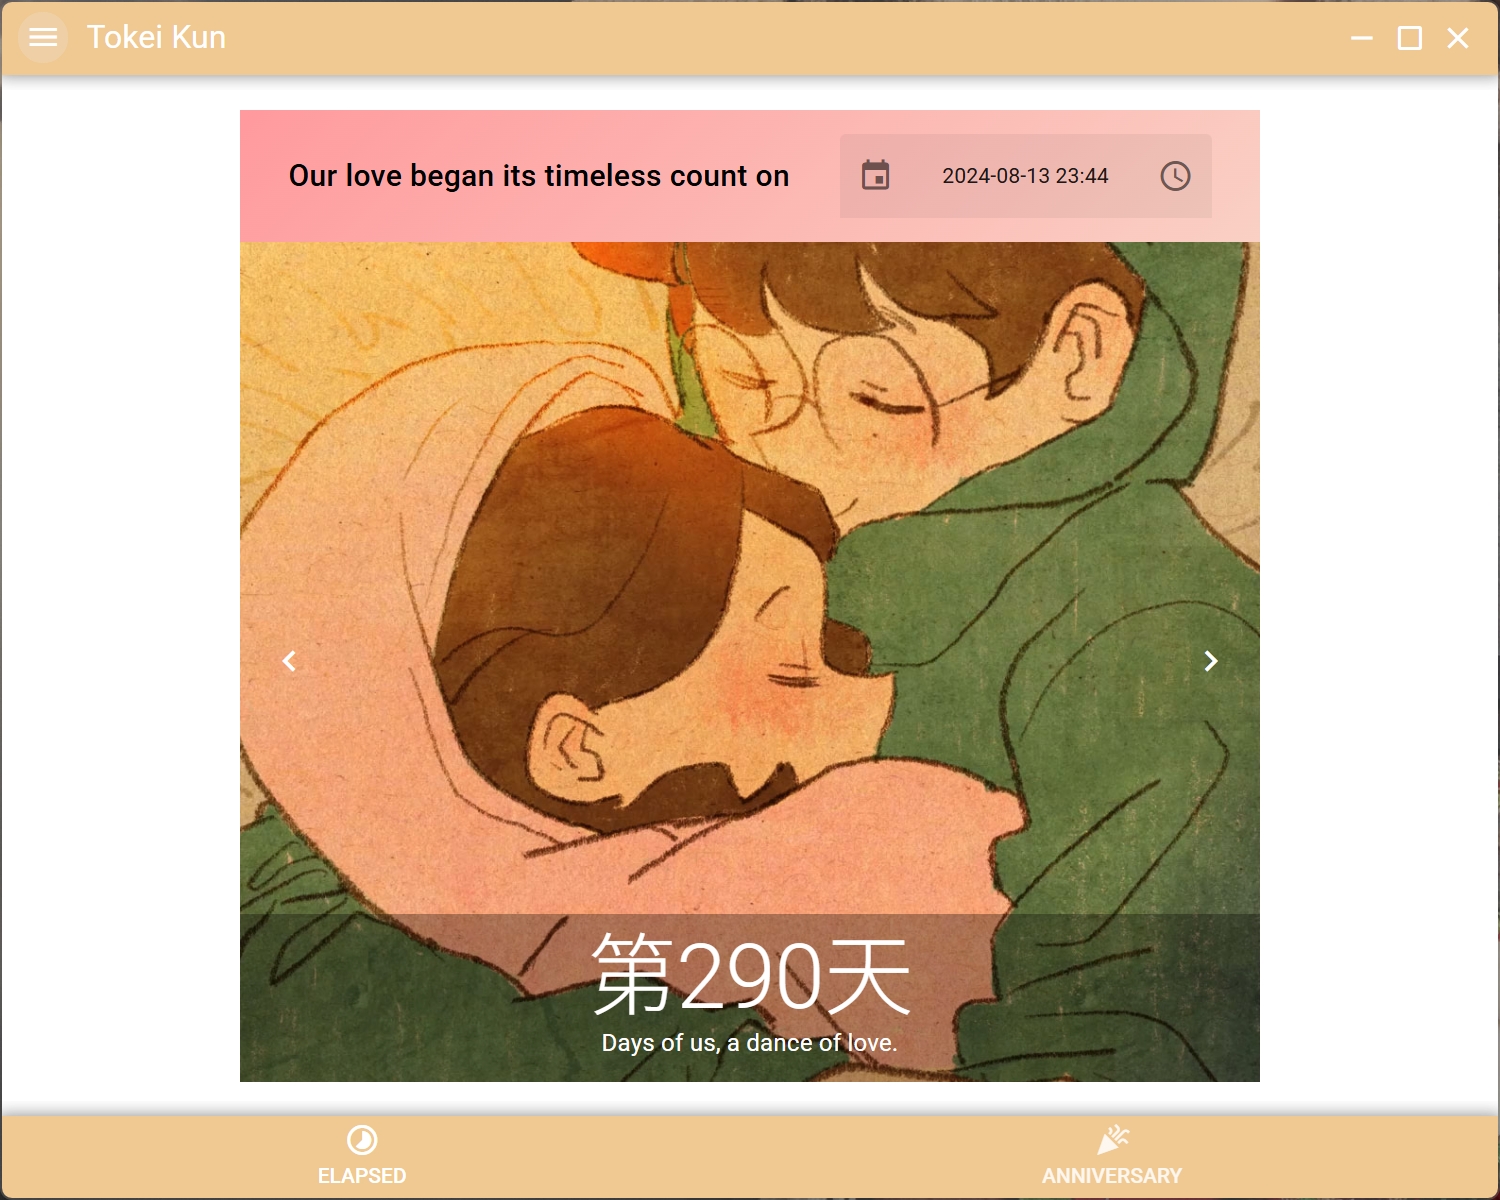 Tokei Kun
Our love began its timeless count on
2024-08-13 23:44
第290天
Days of us, a dance of love.
ELAPSED
ANNIVERSARY